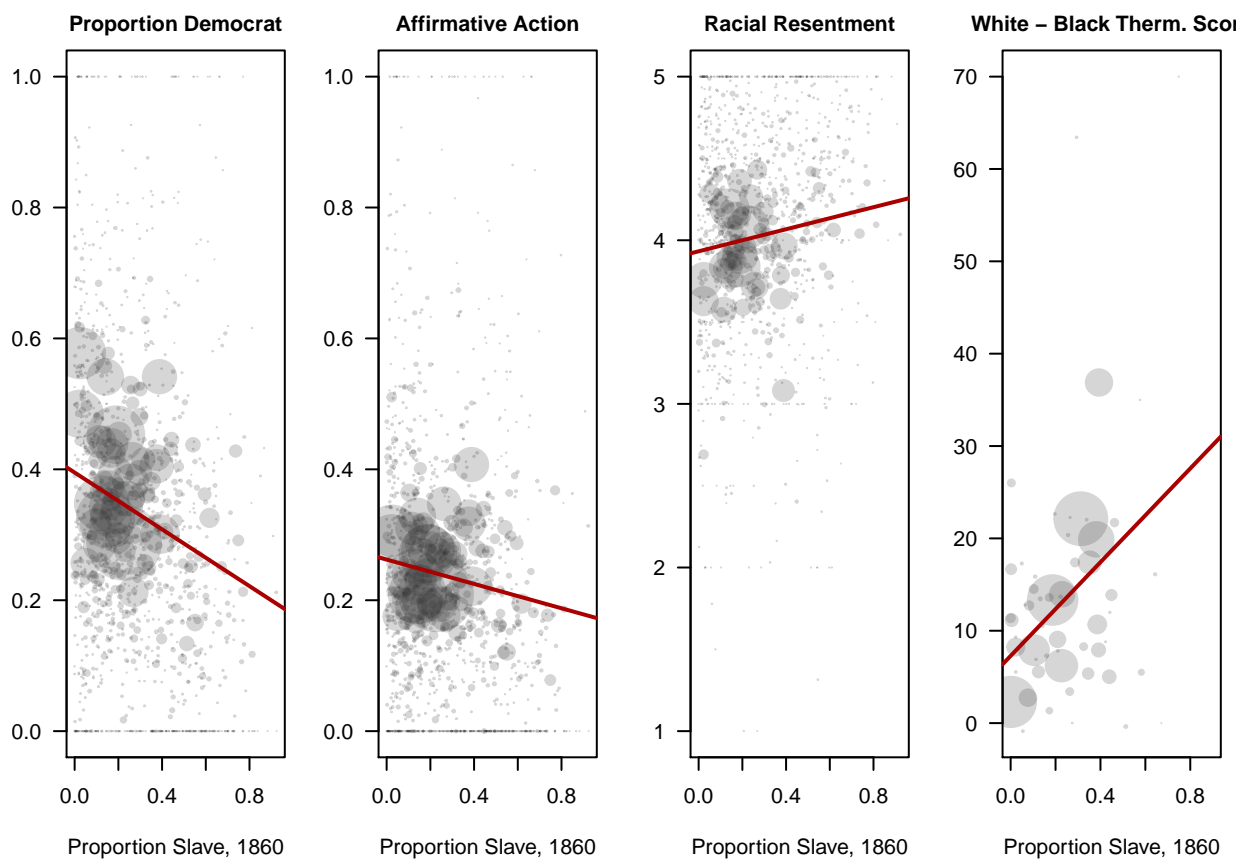 Proportion Democrat
1.0
0.8
0.6
0.4
0.2
0.0
0.0 0.4 0.8
Proportion Slave, 1860
Affirmative Action
1.0
0.8
0.6
0.4
0.2
0.0
0.0 0.4 0.8
Proportion Slave, 1860
Racial Resentment
5
4
3
2
1
0.0 0.4 0.8
Proportion Slave, 1860
White − Black Therm. Scor
70
60
50
40
30
20
10
0
0.0 0.4 0.8
Proportion Slave, 1860